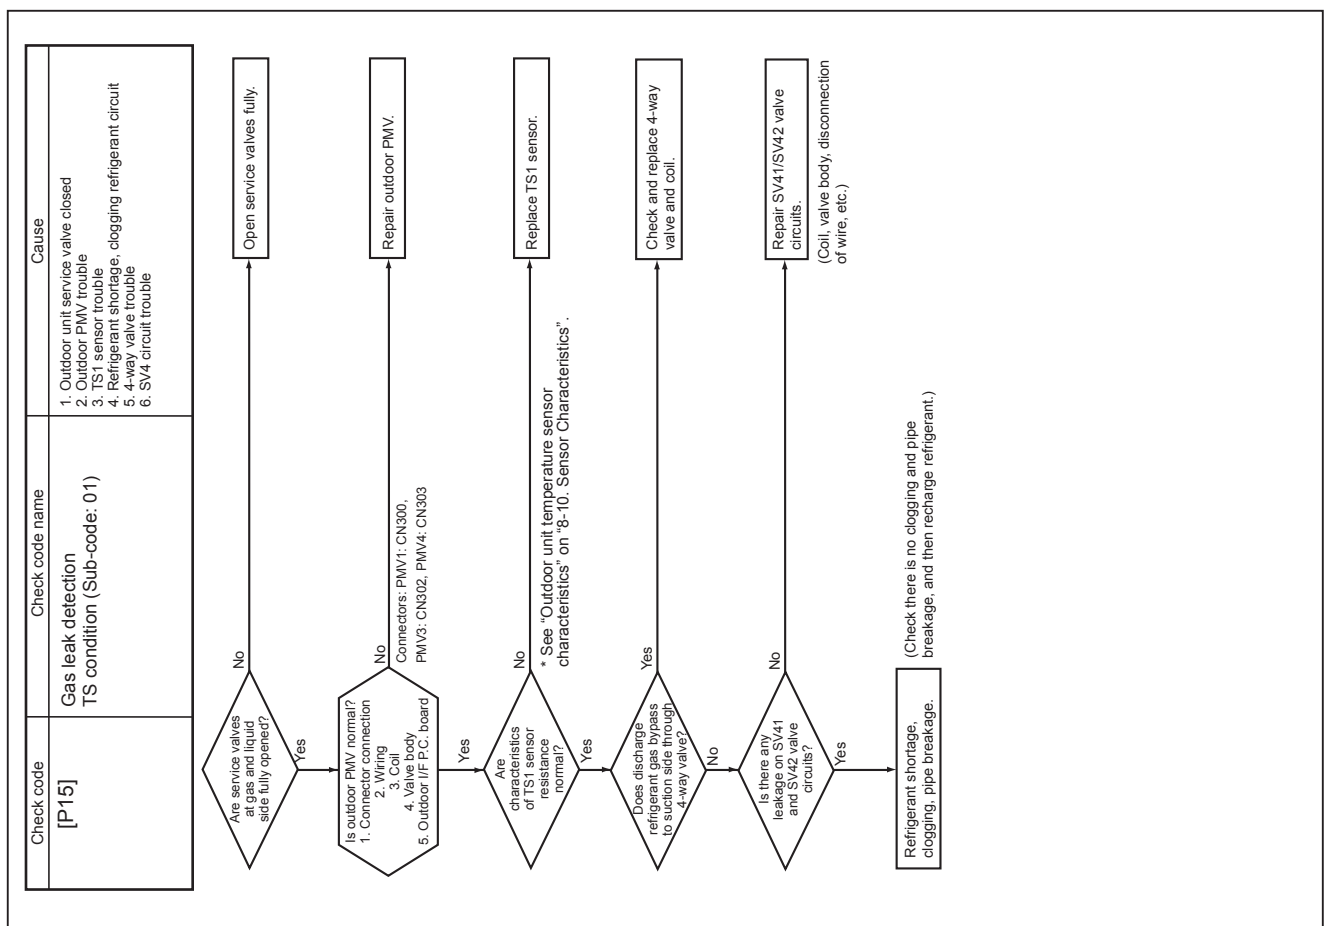 Check code
Check code name
Cause
[P15]
Gas leak detection
TS condition (Sub-code: 01)
1. Outdoor unit service valve closed
2. Outdoor PMV trouble
3. TS1 sensor trouble
4. Refrigerant shortage, clogging refrigerant circuit
5. 4-way valve trouble
6. SV4 circuit trouble
Are service valves
at gas and liquid
side fully opened?
No
Open service valves fully.
Yes
Is outdoor PMV normal?
1. Connector connection
2. Wiring
3. Coil
4. Valve body
5. Outdoor I/F P.C. board
No
Repair outdoor PMV.
Connectors: PMV1: CN300,
PMV3: CN302, PMV4: CN303
Yes
Are
characteristics
of TS1 sensor
resistance
normal?
No
Replace TS1 sensor.
* See “Outdoor unit temperature sensor
characteristics” on “8-10. Sensor Characteristics”.
Yes
Does discharge
refrigerant gas bypass
to suction side through
4-way valve?
Yes
Check and replace 4-way
valve and coil.
No
Is there any
leakage on SV41
and SV42 valve
circuits?
No
Repair SV41/SV42 valve
circuits.
(Coil, valve body, disconnection
of wire, etc.)
Yes
Refrigerant shortage,
clogging, pipe breakage.
(Check there is no clogging and pipe
breakage, and then recharge refrigerant.)